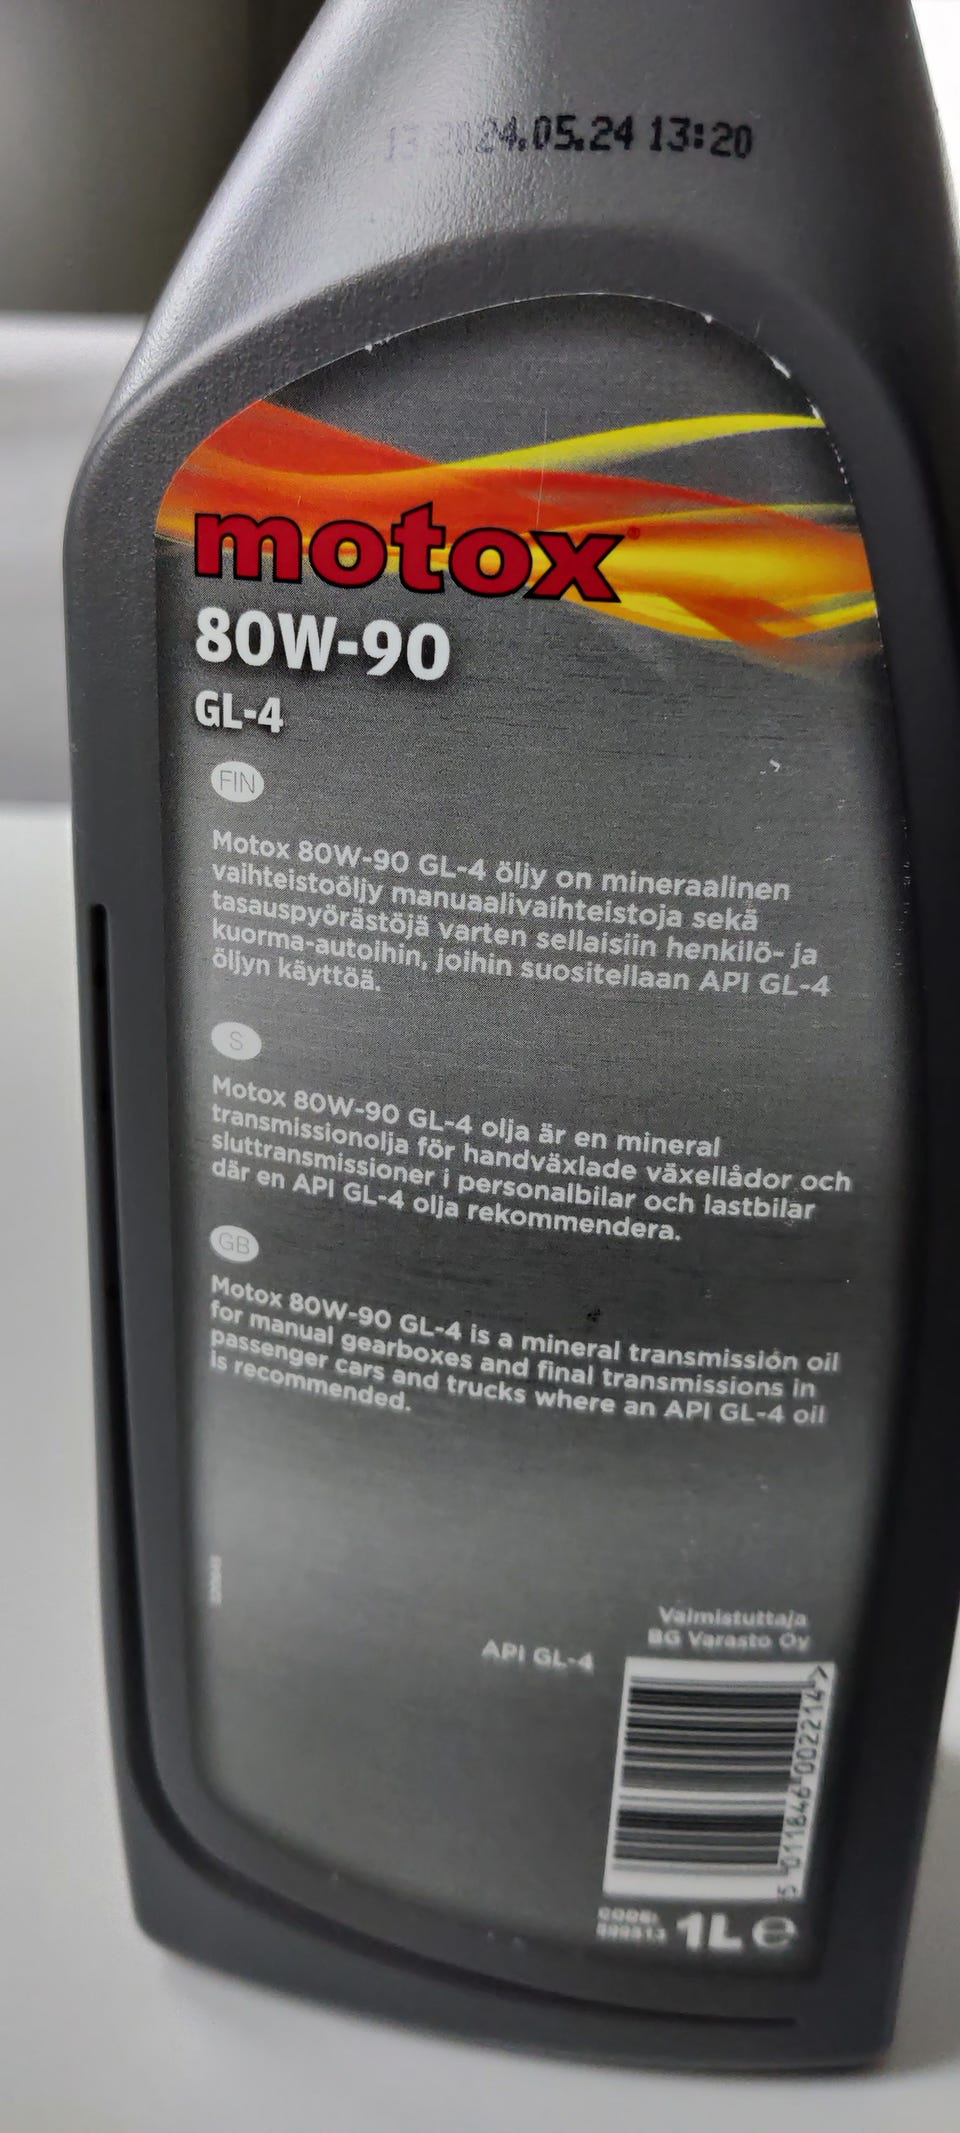 2024.05.24 13:20
motox®
80W-90
GL-4
FIN
Motox 80W-90 GL-4 öljy on mineraalinen
vaihteistoöljy manuaalivaihteistoja sekä
tasauspyörästöjä varten sellaisiin henkilö- ja
kuorma-autoihin, joihin suositellaan API GL-4
öljyn käyttöä.
S
Motox 80W-90 GL-4 olja är en mineral
transmissionolja för handväxlade växellådor och
sluttransmissioner i personalbilar och lastbilar
där en API GL-4 olja rekommendera.
GB
Motox 80W-90 GL-4 is a mineral transmission oil
for manual gearboxes and final transmissions in
passenger cars and trucks where an API GL-4 oil
is recommended.
Valmistuttaja
BG Varasto Oy
API GL-4
5 011846 002214 >
CODE:
1L e